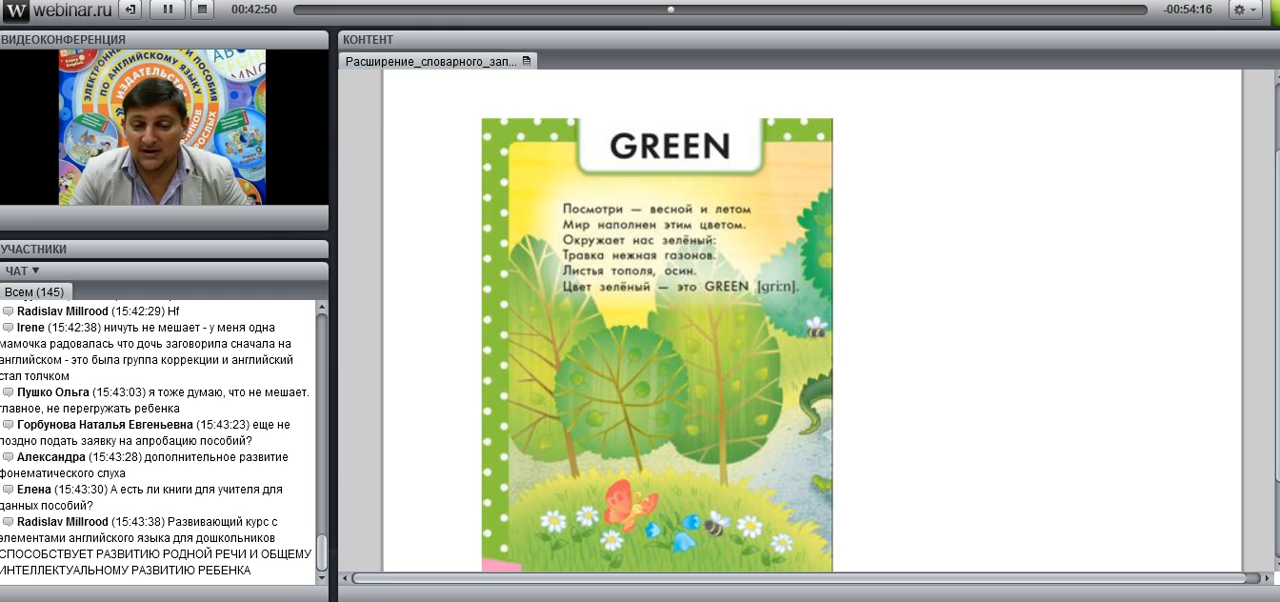 W webinar.ru
00:42:50
-00:54:16
ВИДЕОКОНФЕРЕНЦИЯ
ЭЛЕКТРОННЫЕ И ПОСОБИЯ
ПО АНГЛИЙСКОМУ ЯЗЫКУ
УЧАСТНИКИ
ЧАТ
Всем (145)
Radislav Millrood (15:42:29) Hf
Irene (15:42:38) ничуть не мешает - у меня одна
мамочка радовалась что дочь заговорила сначала на
английском - это была группа коррекции и английский
стал толчком
Пушко Ольга (15:43:03) я тоже думаю, что не мешает.
главное, не перегружать ребенка
Горбунова Наталья Евгеньевна (15:43:23) еще не
поздно подать заявку на апробацию пособий?
Александра (15:43:28) дополнительное развитие
фонематического слуха
Елена (15:43:30) А есть ли книги для учителя для
данных пособий?
Radislav Millrood (15:43:38) Развивающий курс с
элементами английского языка для дошкольников
СПОСОБСТВУЕТ РАЗВИТИЮ РОДНОЙ РЕЧИ И ОБЩЕМУ
ИНТЕЛЛЕКТУАЛЬНОМУ РАЗВИТИЮ РЕБЕНКА
КОНТЕНТ
Расширение_словарного_зап...
GREEN
Посмотри — весной и летом
Мир наполнен этим цветом.
Окружает нас зелёный:
Травка нежная газонов.
Листья тополя, осин.
Цвет зелёный — это GREEN [gri:n].